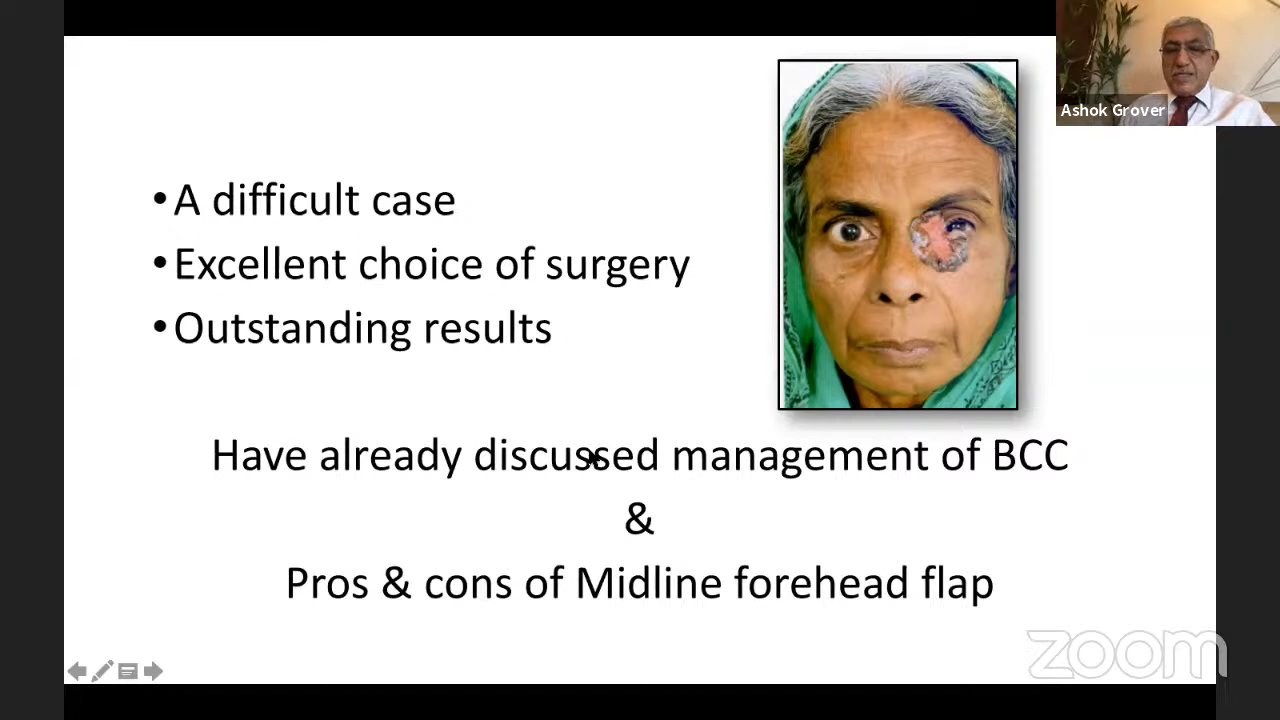 Ashok Grover
•A difficult case
•Excellent choice of surgery
•Outstanding results
Have already discussed management of BCC
&
Pros & cons of Midline forehead flap
zoom